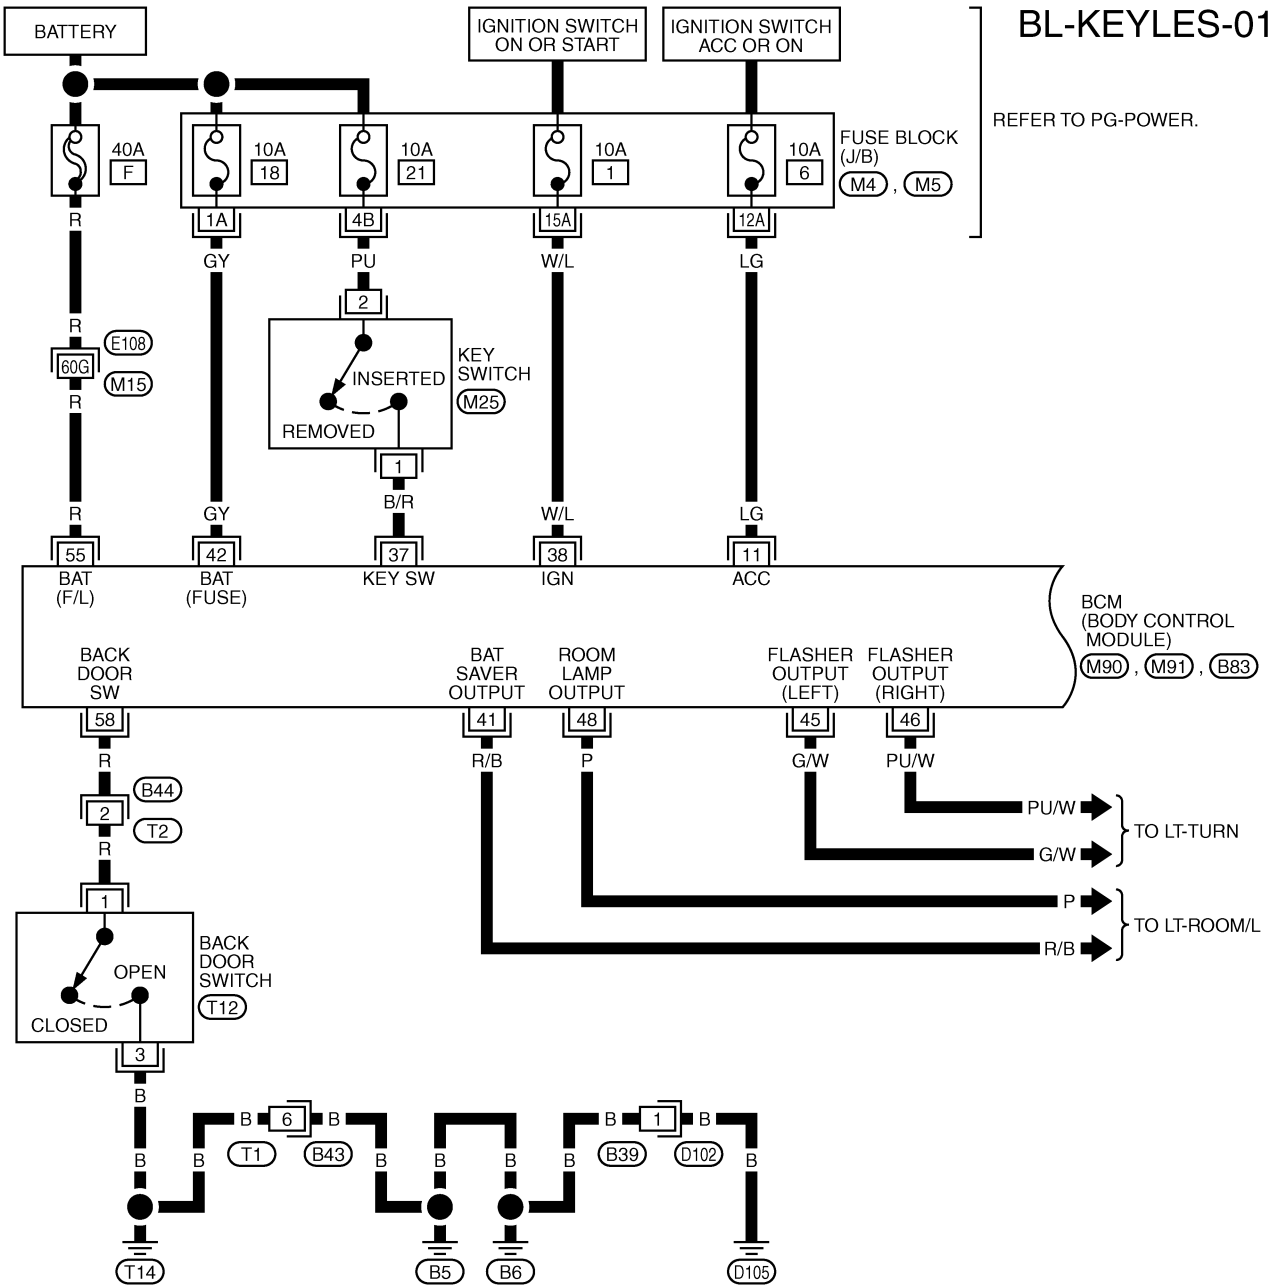 BL-KEYLES-01
BATTERY
IGNITION SWITCH
ON OR START
IGNITION SWITCH
ACC OR ON
REFER TO PG-POWER.
40A
F
10A
18
10A
21
10A
1
10A
6
FUSE BLOCK
(J/B)
M4 , M5
R
1A
4B
15A
12A
GY
PU
W/L
LG
2
R
E108
60G
M15
R
KEY
SWITCH
M25
INSERTED
REMOVED
1
B/R
R
GY
W/L
LG
55
42
37
38
11
BAT
(F/L)
BAT
(FUSE)
KEY SW
IGN
ACC
BCM
(BODY CONTROL
MODULE)
M90 , M91 , B83
BACK
DOOR
SW
BAT
SAVER
OUTPUT
ROOM
LAMP
OUTPUT
FLASHER
OUTPUT
(LEFT)
FLASHER
OUTPUT
(RIGHT)
58
41
48
45
46
R
R/B
P
G/W
PU/W
B44
2
T2
R
PU/W
G/W
TO LT-TURN
P
R/B
TO LT-ROOM/L
1
BACK
DOOR
SWITCH
T12
OPEN
CLOSED
3
B
B
6
B
B
1
B
T1
B43
B39
D102
B
B
B
B
B
B
B
T14
B5
B6
D105